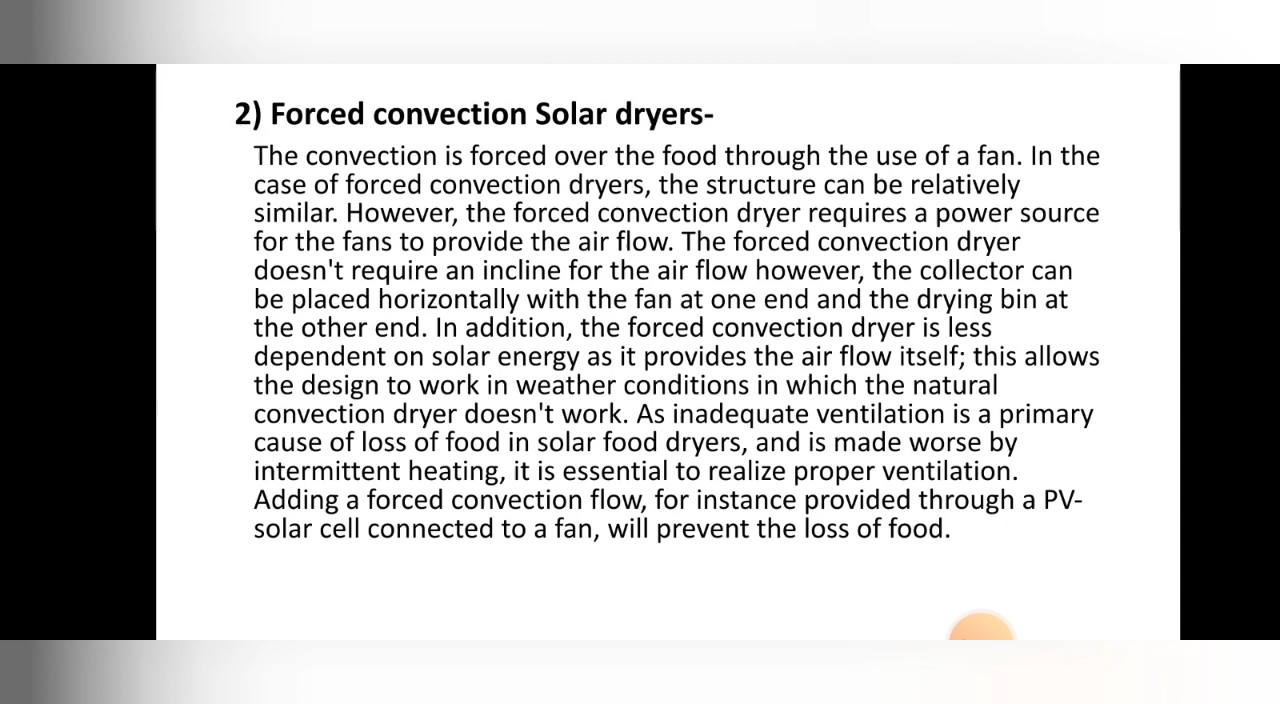 2) Forced convection Solar dryers-
The convection is forced over the food through the use of a fan. In the
case of forced convection dryers, the structure can be relatively
similar. However, the forced convection dryer requires a power source
for the fans to provide the air flow. The forced convection dryer
doesn't require an incline for the air flow however, the collector can
be placed horizontally with the fan at one end and the drying bin at
the other end. In addition, the forced convection dryer is less
dependent on solar energy as it provides the air flow itself; this allows
the design to work in weather conditions in which the natural
convection dryer doesn't work. As inadequate ventilation is a primary
cause of loss of food in solar food dryers, and is made worse by
intermittent heating, it is essential to realize proper ventilation.
Adding a forced convection flow, for instance provided through a PV-
solar cell connected to a fan, will prevent the loss of food.